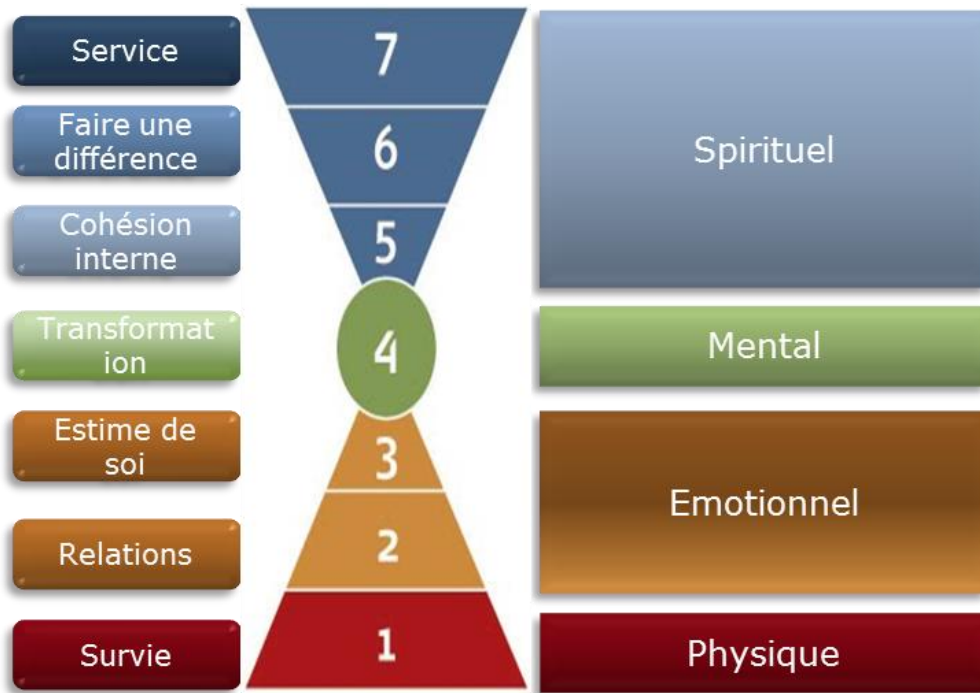 Service
7
Faire une
différence
6
Spirituel
Cohésion
interne
5
Transformat
ion
4
Mental
Estime de
soi
3
Emotionnel
Relations
2
Survie
1
Physique